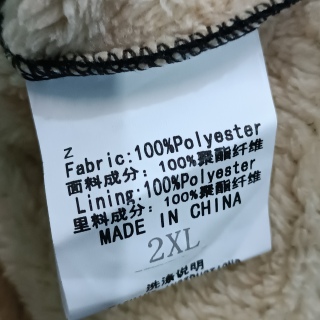 Z
Fabric:100%Polyester
面料成分: 100%聚酯纤维
Lining:100%Polyester
里料成分: 100%聚酯纤维
MADE IN CHINA
2XL
洗涤说明